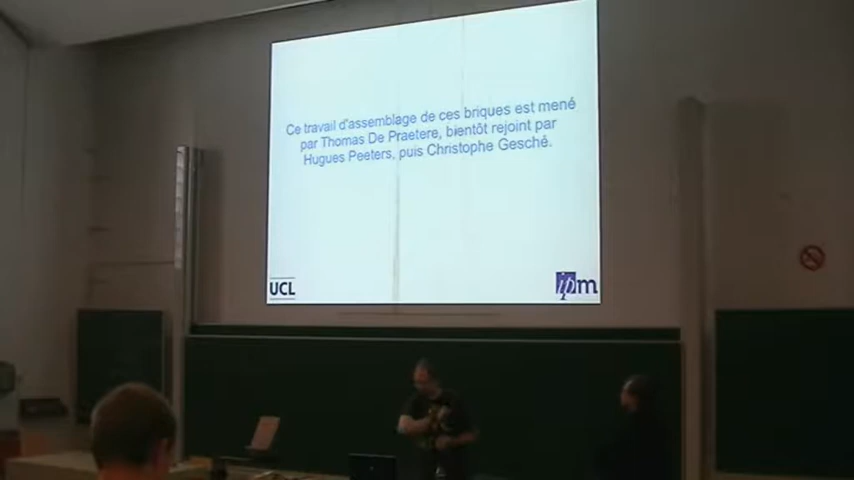 Ce travail d'assemblage de ces briques est mené
par Thomas De Praetere, bientôt rejoint par
Hugues Peeters, puis Christophe Gesché.
UCL
ipm